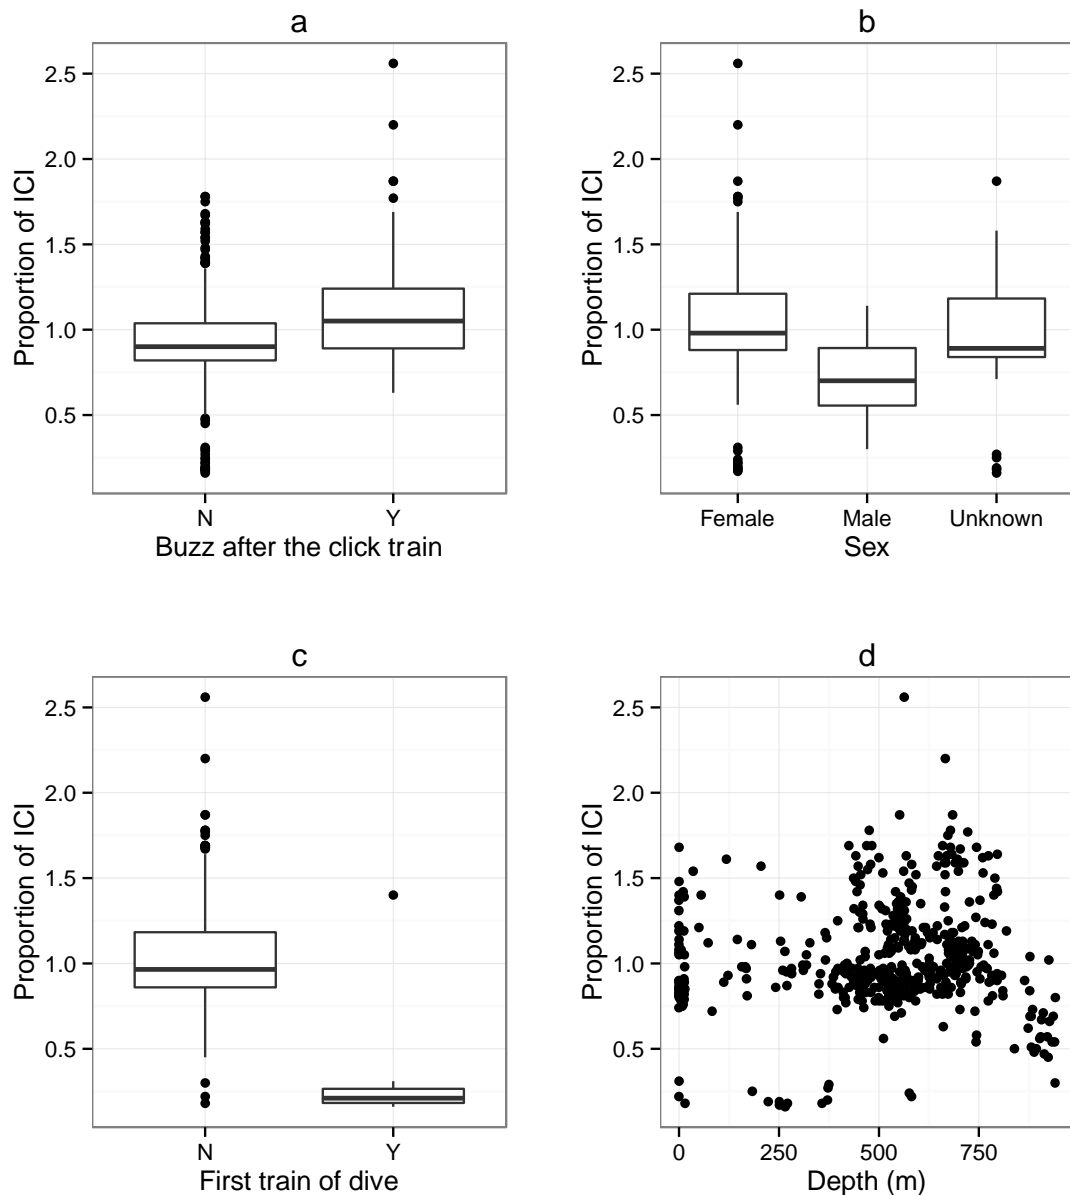 a
Proportion of ICI
2.5
2.0
1.5
1.0
0.5
N Y
Buzz after the click train
b
Proportion of ICI
2.5
2.0
1.5
1.0
0.5
Female Male Unknown
Sex
c
Proportion of ICI
2.5
2.0
1.5
1.0
0.5
N Y
First train of dive
d
Proportion of ICI
2.5
2.0
1.5
1.0
0.5
0 250 500 750
Depth (m)